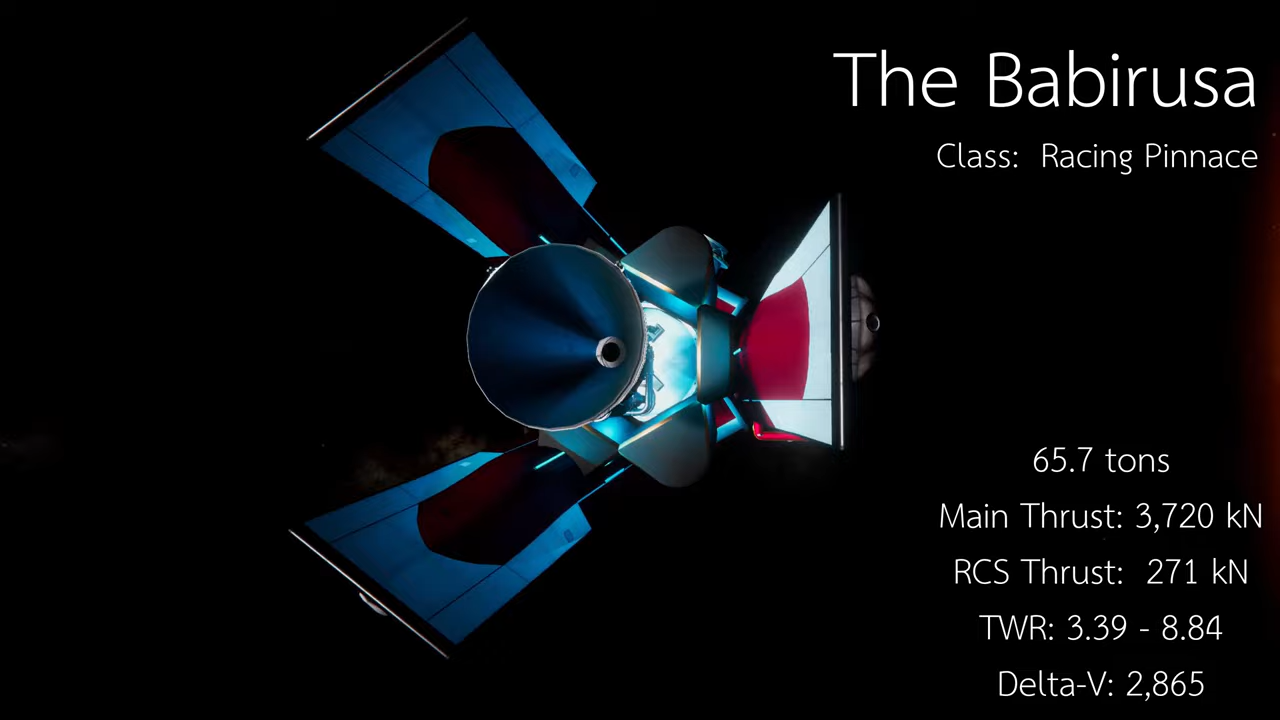 The Babirusa
Class: Racing Pinnace
65.7 tons
Main Thrust: 3,720 kN
RCS Thrust: 271 kN
TWR: 3.39 - 8.84
Delta-V: 2,865